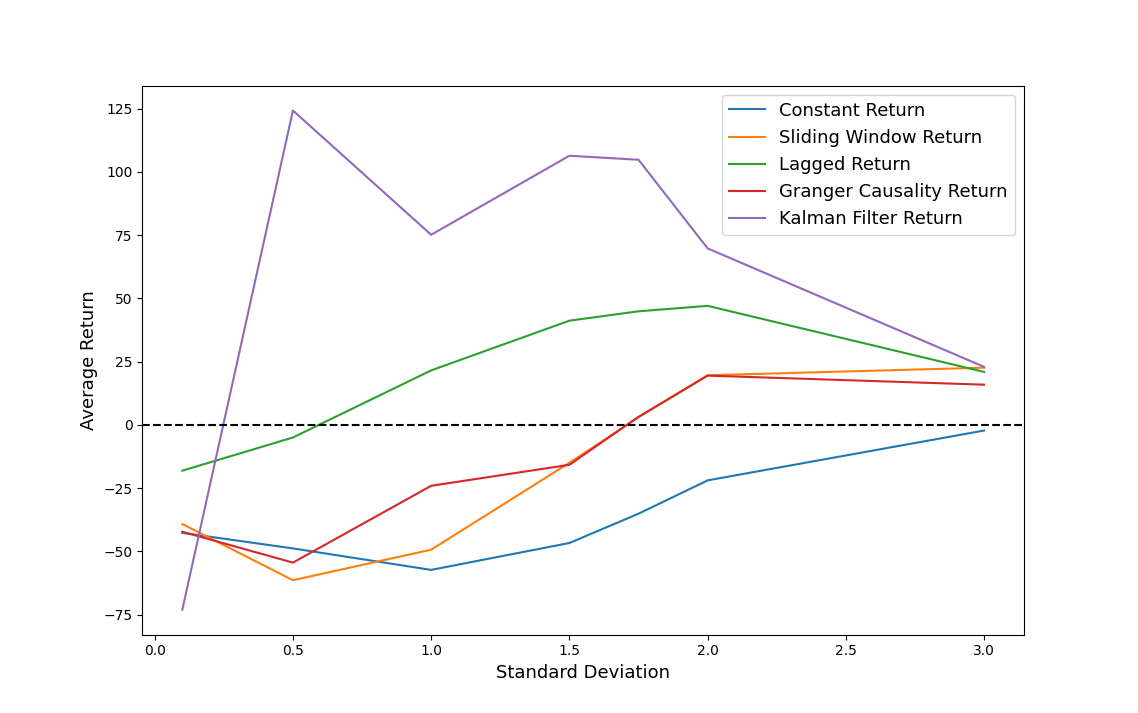 125
100
75
50
25
0
−25
−50
−75
Average Return
0.0 0.5 1.0 1.5 2.0 2.5 3.0
Standard Deviation
Constant Return
Sliding Window Return
Lagged Return
Granger Causality Return
Kalman Filter Return